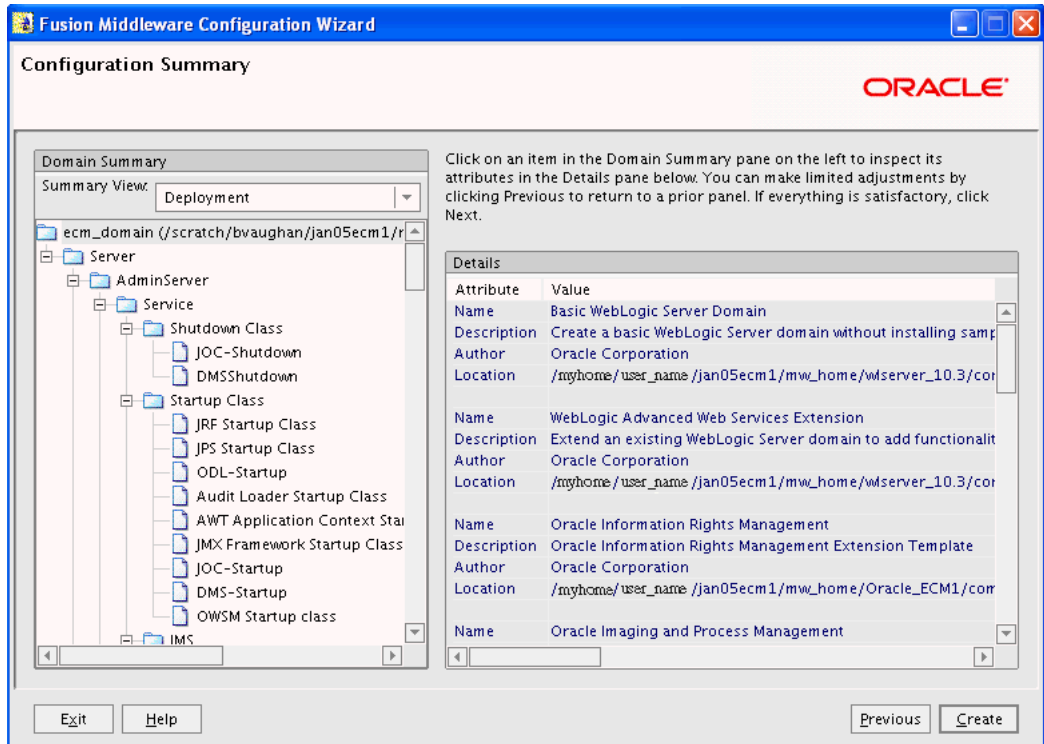 Fusion Middleware Configuration Wizard
Configuration Summary
ORACLE
Domain Summary
Summary View:
Deployment
ecm_domain (/scratch/bvaughan/jan05ecm1/r
Server
AdminServer
Service
Shutdown Class
JOC-Shutdown
DMSShutdown
Startup Class
JRF Startup Class
JPS Startup Class
ODL-Startup
Audit Loader Startup Class
AWT Application Context Star
JMX Framework Startup Class
JOC-Startup
DMS-Startup
OWSM Startup class
JMS
Click on an item in the Domain Summary pane on the left to inspect its
attributes in the Details pane below. You can make limited adjustments by
clicking Previous to return to a prior panel. If everything is satisfactory, click
Next.
Details
Attribute Value
Name Basic WebLogic Server Domain
Description Create a basic WebLogic Server domain without installing samp
Author Oracle Corporation
Location /myhome/user_name/jan05ecm1/mw_home/wlserver_10.3/cor
Name WebLogic Advanced Web Services Extension
Description Extend an existing WebLogic Server domain to add functionalit
Author Oracle Corporation
Location /myhome/user_name/jan05ecm1/mw_home/wlserver_10.3/cor
Name Oracle Information Rights Management
Description Oracle Information Rights Management Extension Template
Author Oracle Corporation
Location /myhome/user_name/jan05ecm1/mw_home/Oracle_ECM1/com
Name Oracle Imaging and Process Management
Exit
Help
Previous
Create